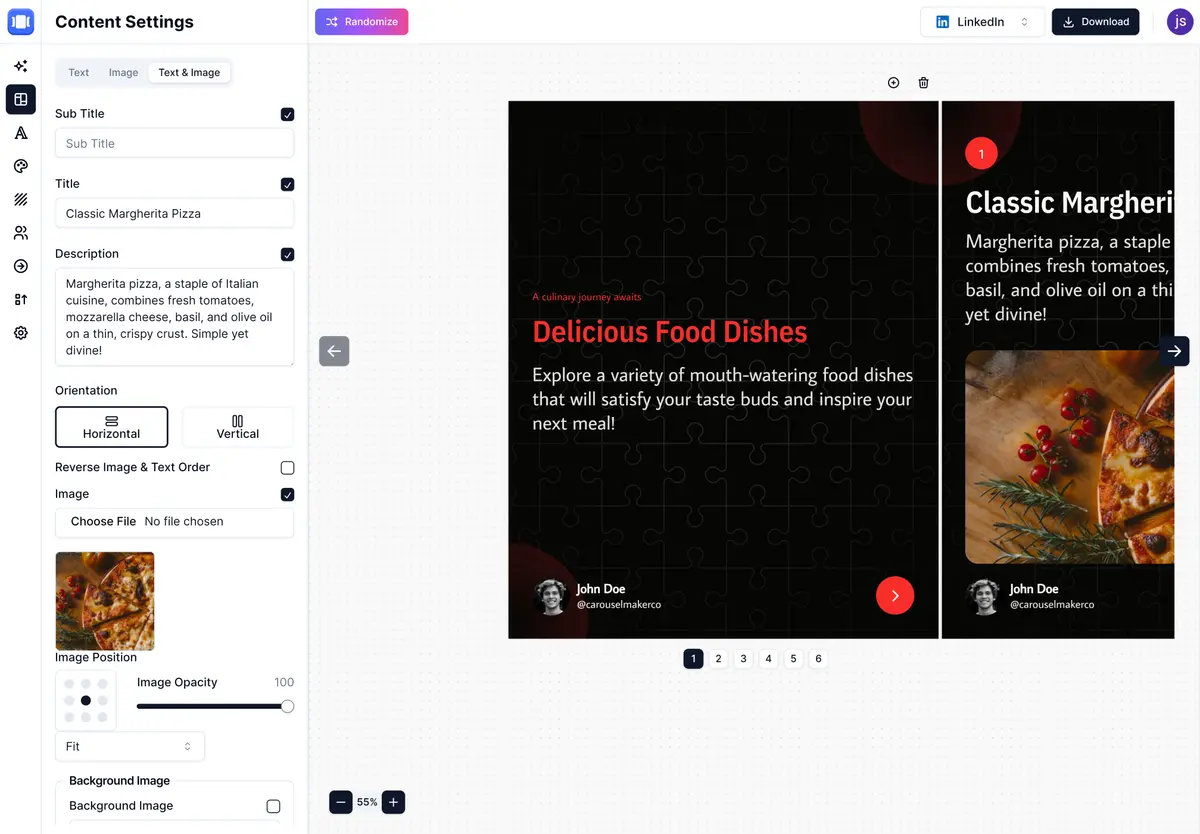 Content Settings
Randomize
LinkedIn
Download
js
Text
Image
Text & Image
Sub Title
Sub Title
Title
Classic Margherita Pizza
Description
Margherita pizza, a staple of Italian
cuisine, combines fresh tomatoes,
mozzarella cheese, basil, and olive oil
on a thin, crispy crust. Simple yet
divine!
Orientation
Horizontal
Vertical
Reverse Image & Text Order
Image
Choose File No file chosen
Image Position
Image Opacity
100
Fit
Background Image
Background Image
A culinary journey awaits
Delicious Food Dishes
Explore a variety of mouth-watering food dishes
that will satisfy your taste buds and inspire your
next meal!
John Doe
@carouselmakerco
1
Classic Margheri
Margherita pizza, a staple
combines fresh tomatoes,
basil, and olive oil on a thi
yet divine!
John Doe
@carouselmakerco
1
2
3
4
5
6
55%